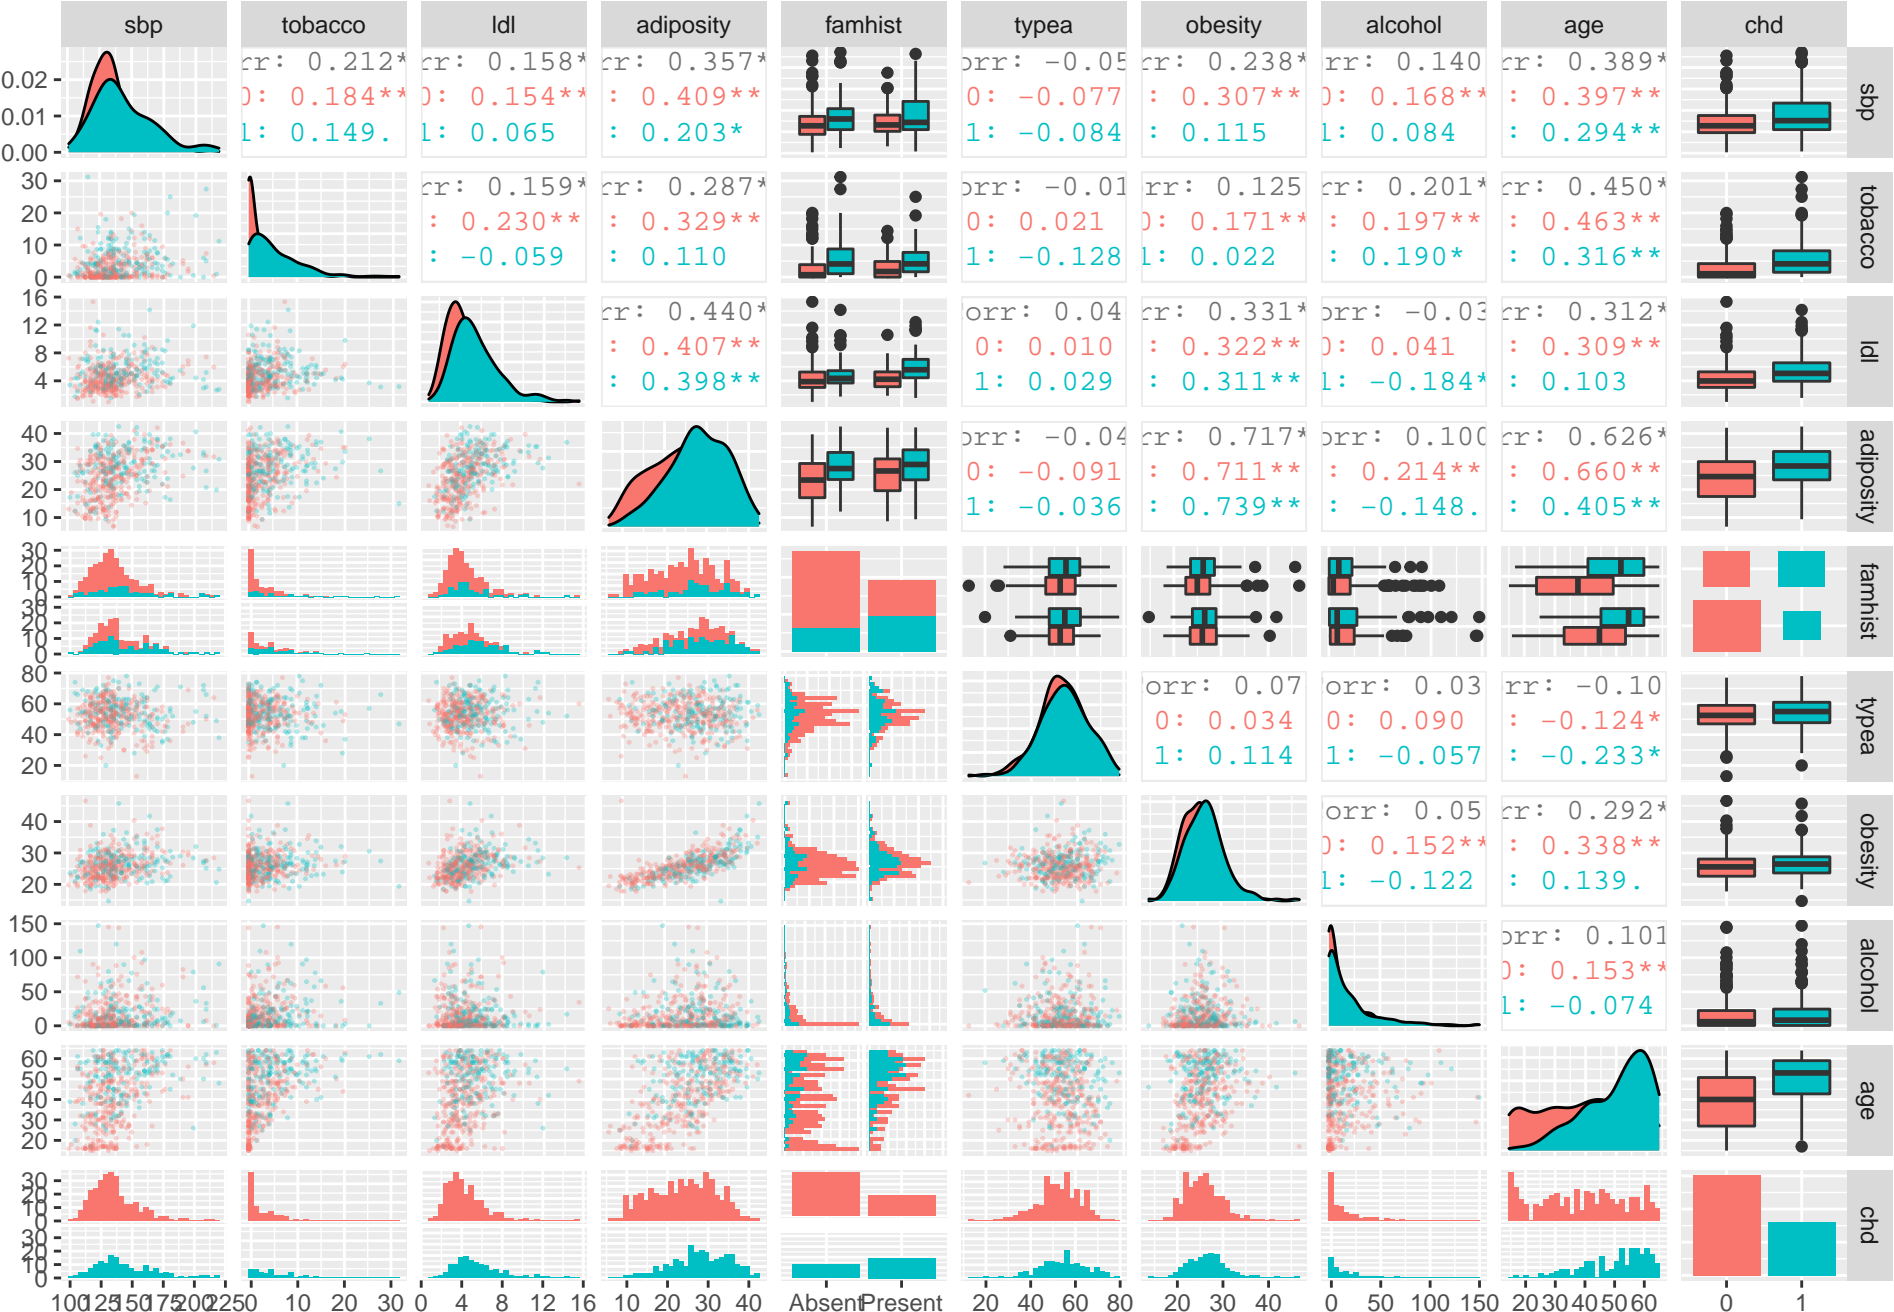 sbp tobacco ldl adiposity famhist typea obesity alcohol age chd
rr: 0.212* rr: 0.158* rr: 0.357* orr: -0.05 rr: 0.238* rr: 0.140 rr: 0.389*
0.02 0: 0.184** 0: 0.154** : 0.409** 0: -0.077 : 0.307** 0: 0.168** : 0.397** sbp
0.01 1: 0.149. 1: 0.065 : 0.203* 1: -0.084 : 0.115 1: 0.084 : 0.294**
0.00
30 rr: 0.159* rr: 0.287* orr: -0.01 rr: 0.125 rr: 0.201* rr: 0.450*
20 : 0.230** : 0.329** 0: 0.021 0: 0.171** : 0.197** : 0.463** tobacco
10 : -0.059 : 0.110 1: -0.128 1: 0.022 : 0.190* : 0.316**
0
16 rr: 0.440* orr: 0.04 rr: 0.331* orr: -0.03 rr: 0.312*
12 : 0.407** 0: 0.010 : 0.322** 0: 0.041 : 0.309** ldl
8 : 0.398** 1: 0.029 : 0.311** 1: -0.184* : 0.103
4
40 orr: -0.04 rr: 0.717* orr: 0.100 rr: 0.626*
30 0: -0.091 : 0.711** : 0.214** : 0.660** adiposity
20 1: -0.036 : 0.739** : -0.148. : 0.405**
10
30
20
10
0
30
20
10
0
famhist
80 orr: 0.07 orr: 0.03 rr: -0.10
60 0: 0.034 0: 0.090 : -0.124* typea
40 1: 0.114 1: -0.057 : -0.233*
20
40 orr: 0.05 rr: 0.292*
30 0: 0.152** : 0.338** obesity
20 1: -0.122 : 0.139.
150 orr: 0.101
100 0: 0.153** alcohol
50 1: -0.074
0
60
50
40
30
20
age
30
20
10
0
30
20
10
0
chd
100 125 150 175 200 225 0 10 20 30 0 4 8 12 16 10 20 30 40 Absent Present 20 40 60 80 20 30 40 0 50 100 150 20 30 40 50 60 0 1